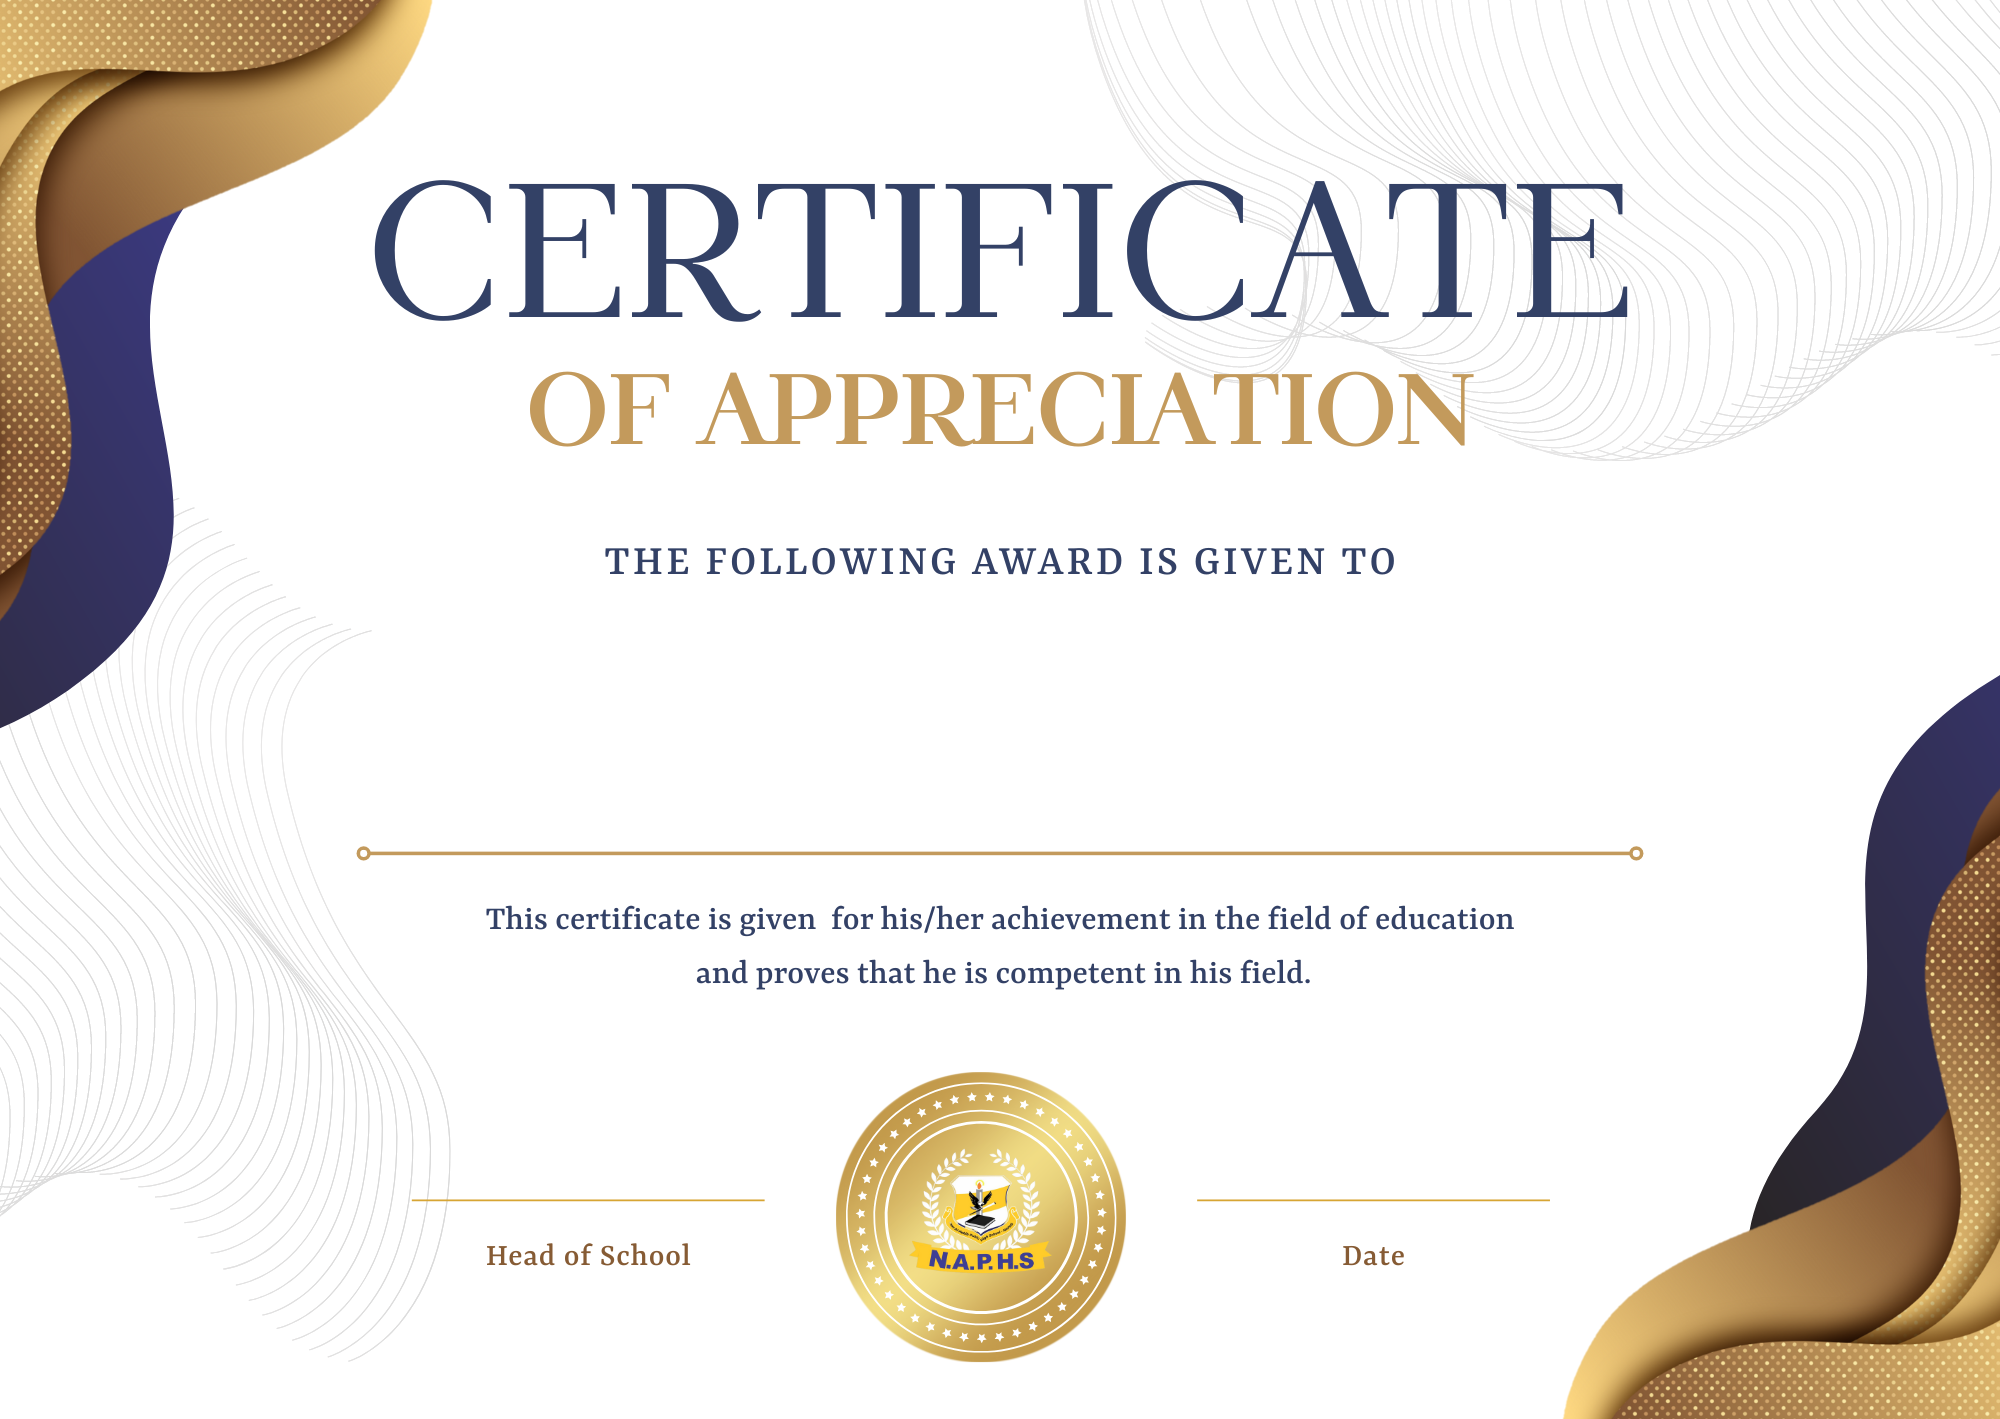 CERTIFICATE
OF APPRECIATION
THE FOLLOWING AWARD IS GIVEN TO
This certificate is given  for his/her achievement in the field of education
and proves that he is competent in his field.
N.A.P.H.S
Head of School
Date